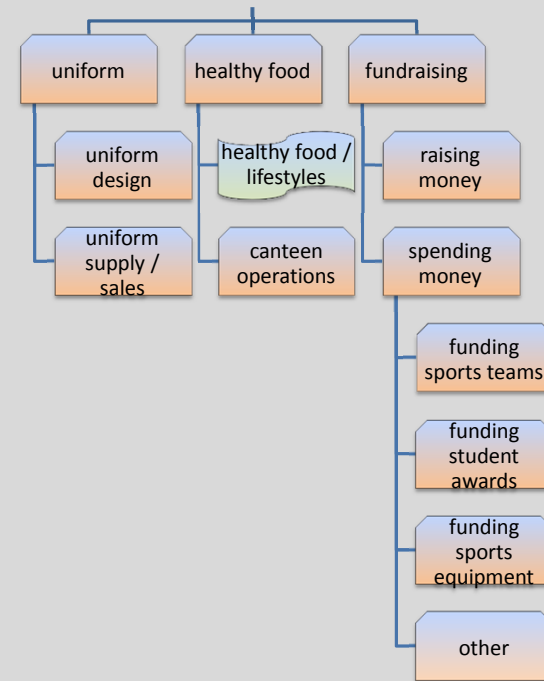 uniform
healthy food
fundraising
uniform
design
healthy food /
lifestyles
raising
money
uniform
supply /
sales
canteen
operations
spending
money
funding
sports teams
funding
student
awards
funding
sports
equipment
other